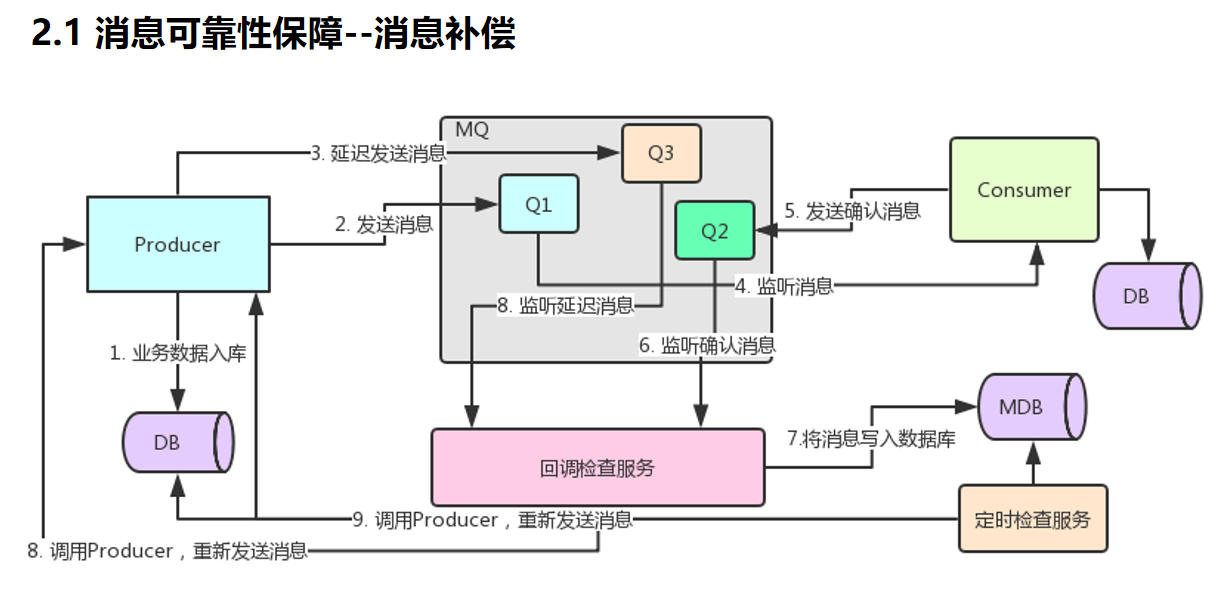 2.1 消息可靠性保障--消息补偿
MQ
Q3
3. 延迟发送消息
Q1
Consumer
2. 发送消息
Q2
5. 发送确认消息
Producer
4. 监听消息
DB
8. 监听延迟消息
1. 业务数据入库
6. 监听确认消息
MDB
DB
7.将消息写入数据库
回调检查服务
9. 调用Producer，重新发送消息
定时检查服务
8. 调用Producer，重新发送消息